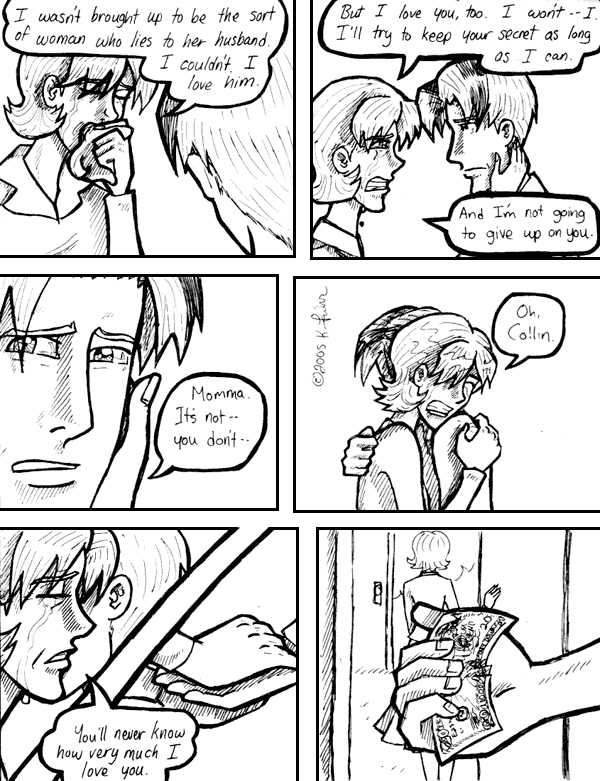 I wasn't brought up to be the sort
of woman who lies to her husband.
I couldn't. I
love him.
But I love you, too. I won't -- I..
I'll try to keep your secret as long
as I can.
And I'm not going
to give up on you.
Momma.
It's not --
you don't --
©2005 K.
Oh,
Collin.
You'll never know
how very much I
love you.
20